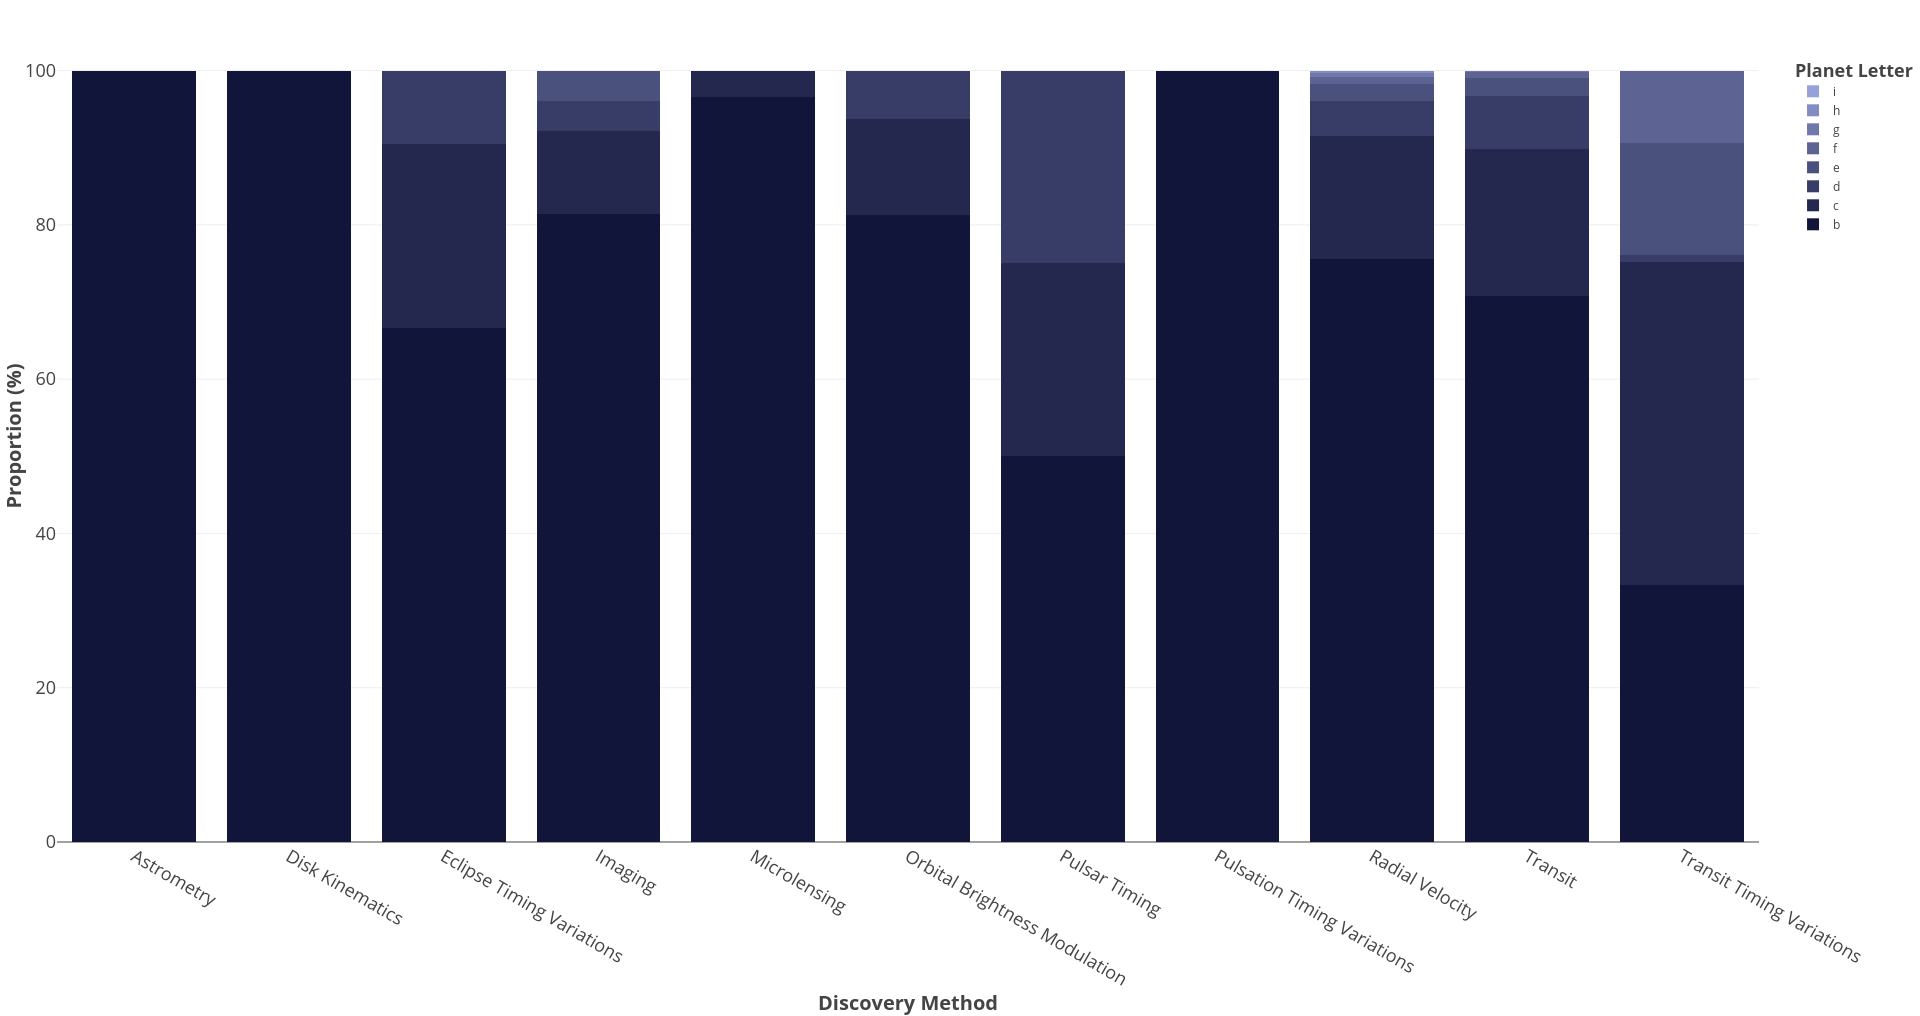 Planet Letter
i
h
g
f
e
d
c
b
Proportion (%)
100
80
60
40
20
0
Astrometry
Disk Kinematics
Eclipse Timing Variations
Imaging
Microlensing
Orbital Brightness Modulation
Pulsar Timing
Pulsation Timing Variations
Radial Velocity
Transit
Transit Timing Variations
Discovery Method